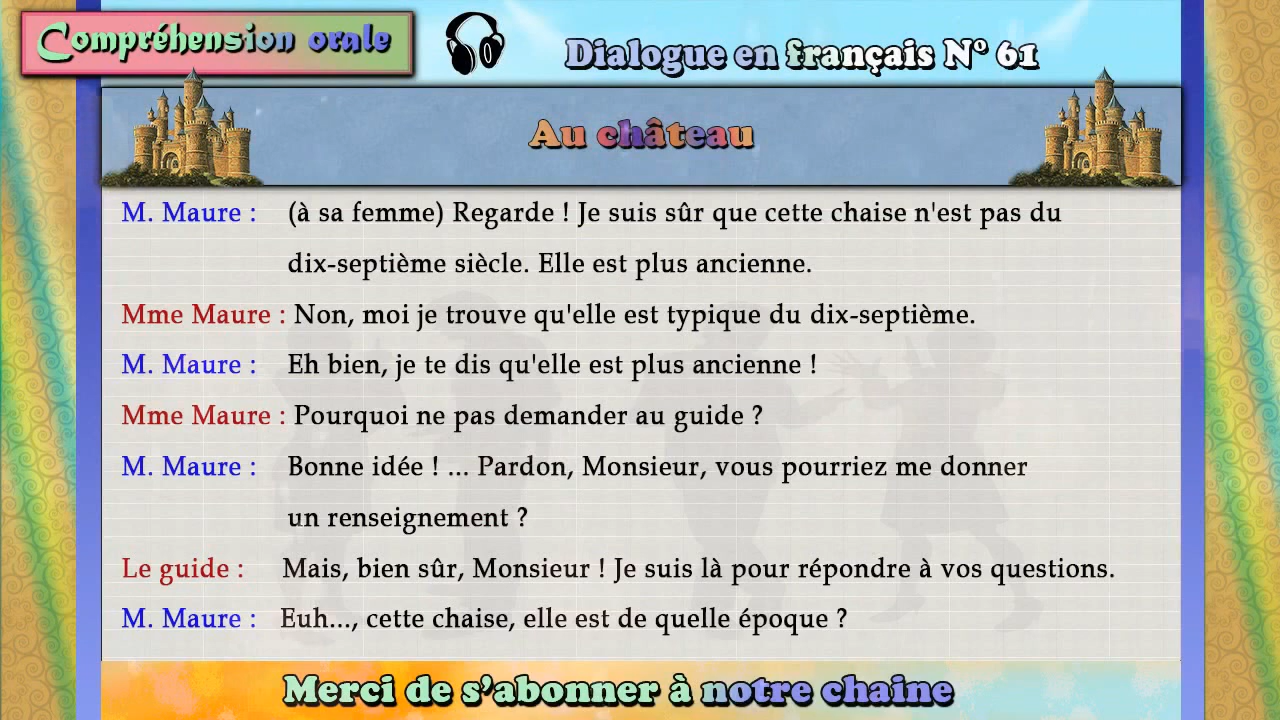 Compréhension orale
Dialogue en français N° 61
Au château
M. Maure : (à sa femme) Regarde ! Je suis sûr que cette chaise n'est pas du
dix-septième siècle. Elle est plus ancienne.
Mme Maure : Non, moi je trouve qu'elle est typique du dix-septième.
M. Maure : Eh bien, je te dis qu'elle est plus ancienne !
Mme Maure : Pourquoi ne pas demander au guide ?
M. Maure : Bonne idée ! ... Pardon, Monsieur, vous pourriez me donner
un renseignement ?
Le guide : Mais, bien sûr, Monsieur ! Je suis là pour répondre à vos questions.
M. Maure : Euh..., cette chaise, elle est de quelle époque ?
Merci de s'abonner à notre chaine